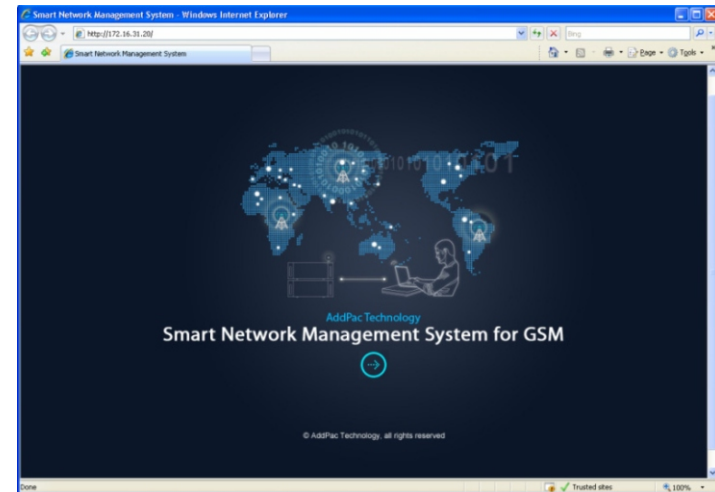 Smart Network Management System - Windows Internet Explorer
http://172.16.31.20/
Bing
Smart Network Management System
Page
Tools
AddPac Technology
Smart Network Management System for GSM
© AddPac Technology, all rights reserved
Done
Trusted sites
100%